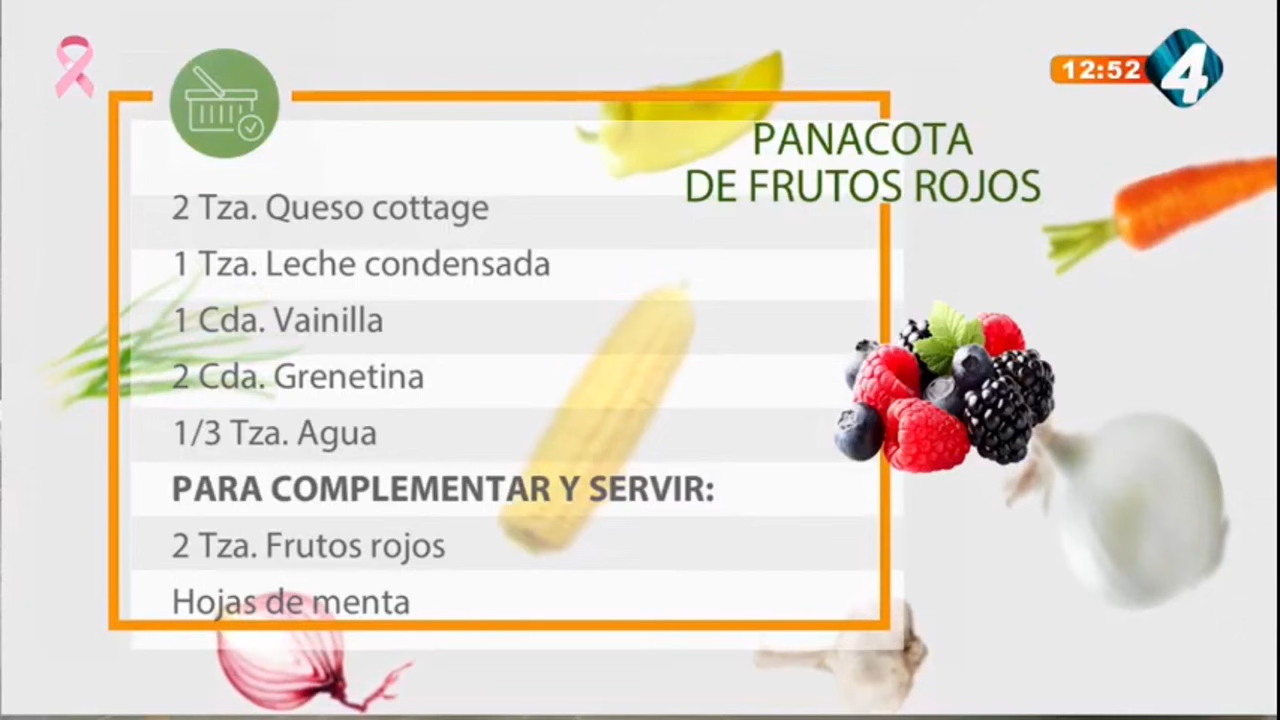 12:52
4
PANACOTA
DE FRUTOS ROJOS
2 Tza. Queso cottage
1 Tza. Leche condensada
1 Cda. Vainilla
2 Cda. Grenetina
1/3 Tza. Agua
PARA COMPLEMENTAR Y SERVIR:
2 Tza. Frutos rojos
Hojas de menta